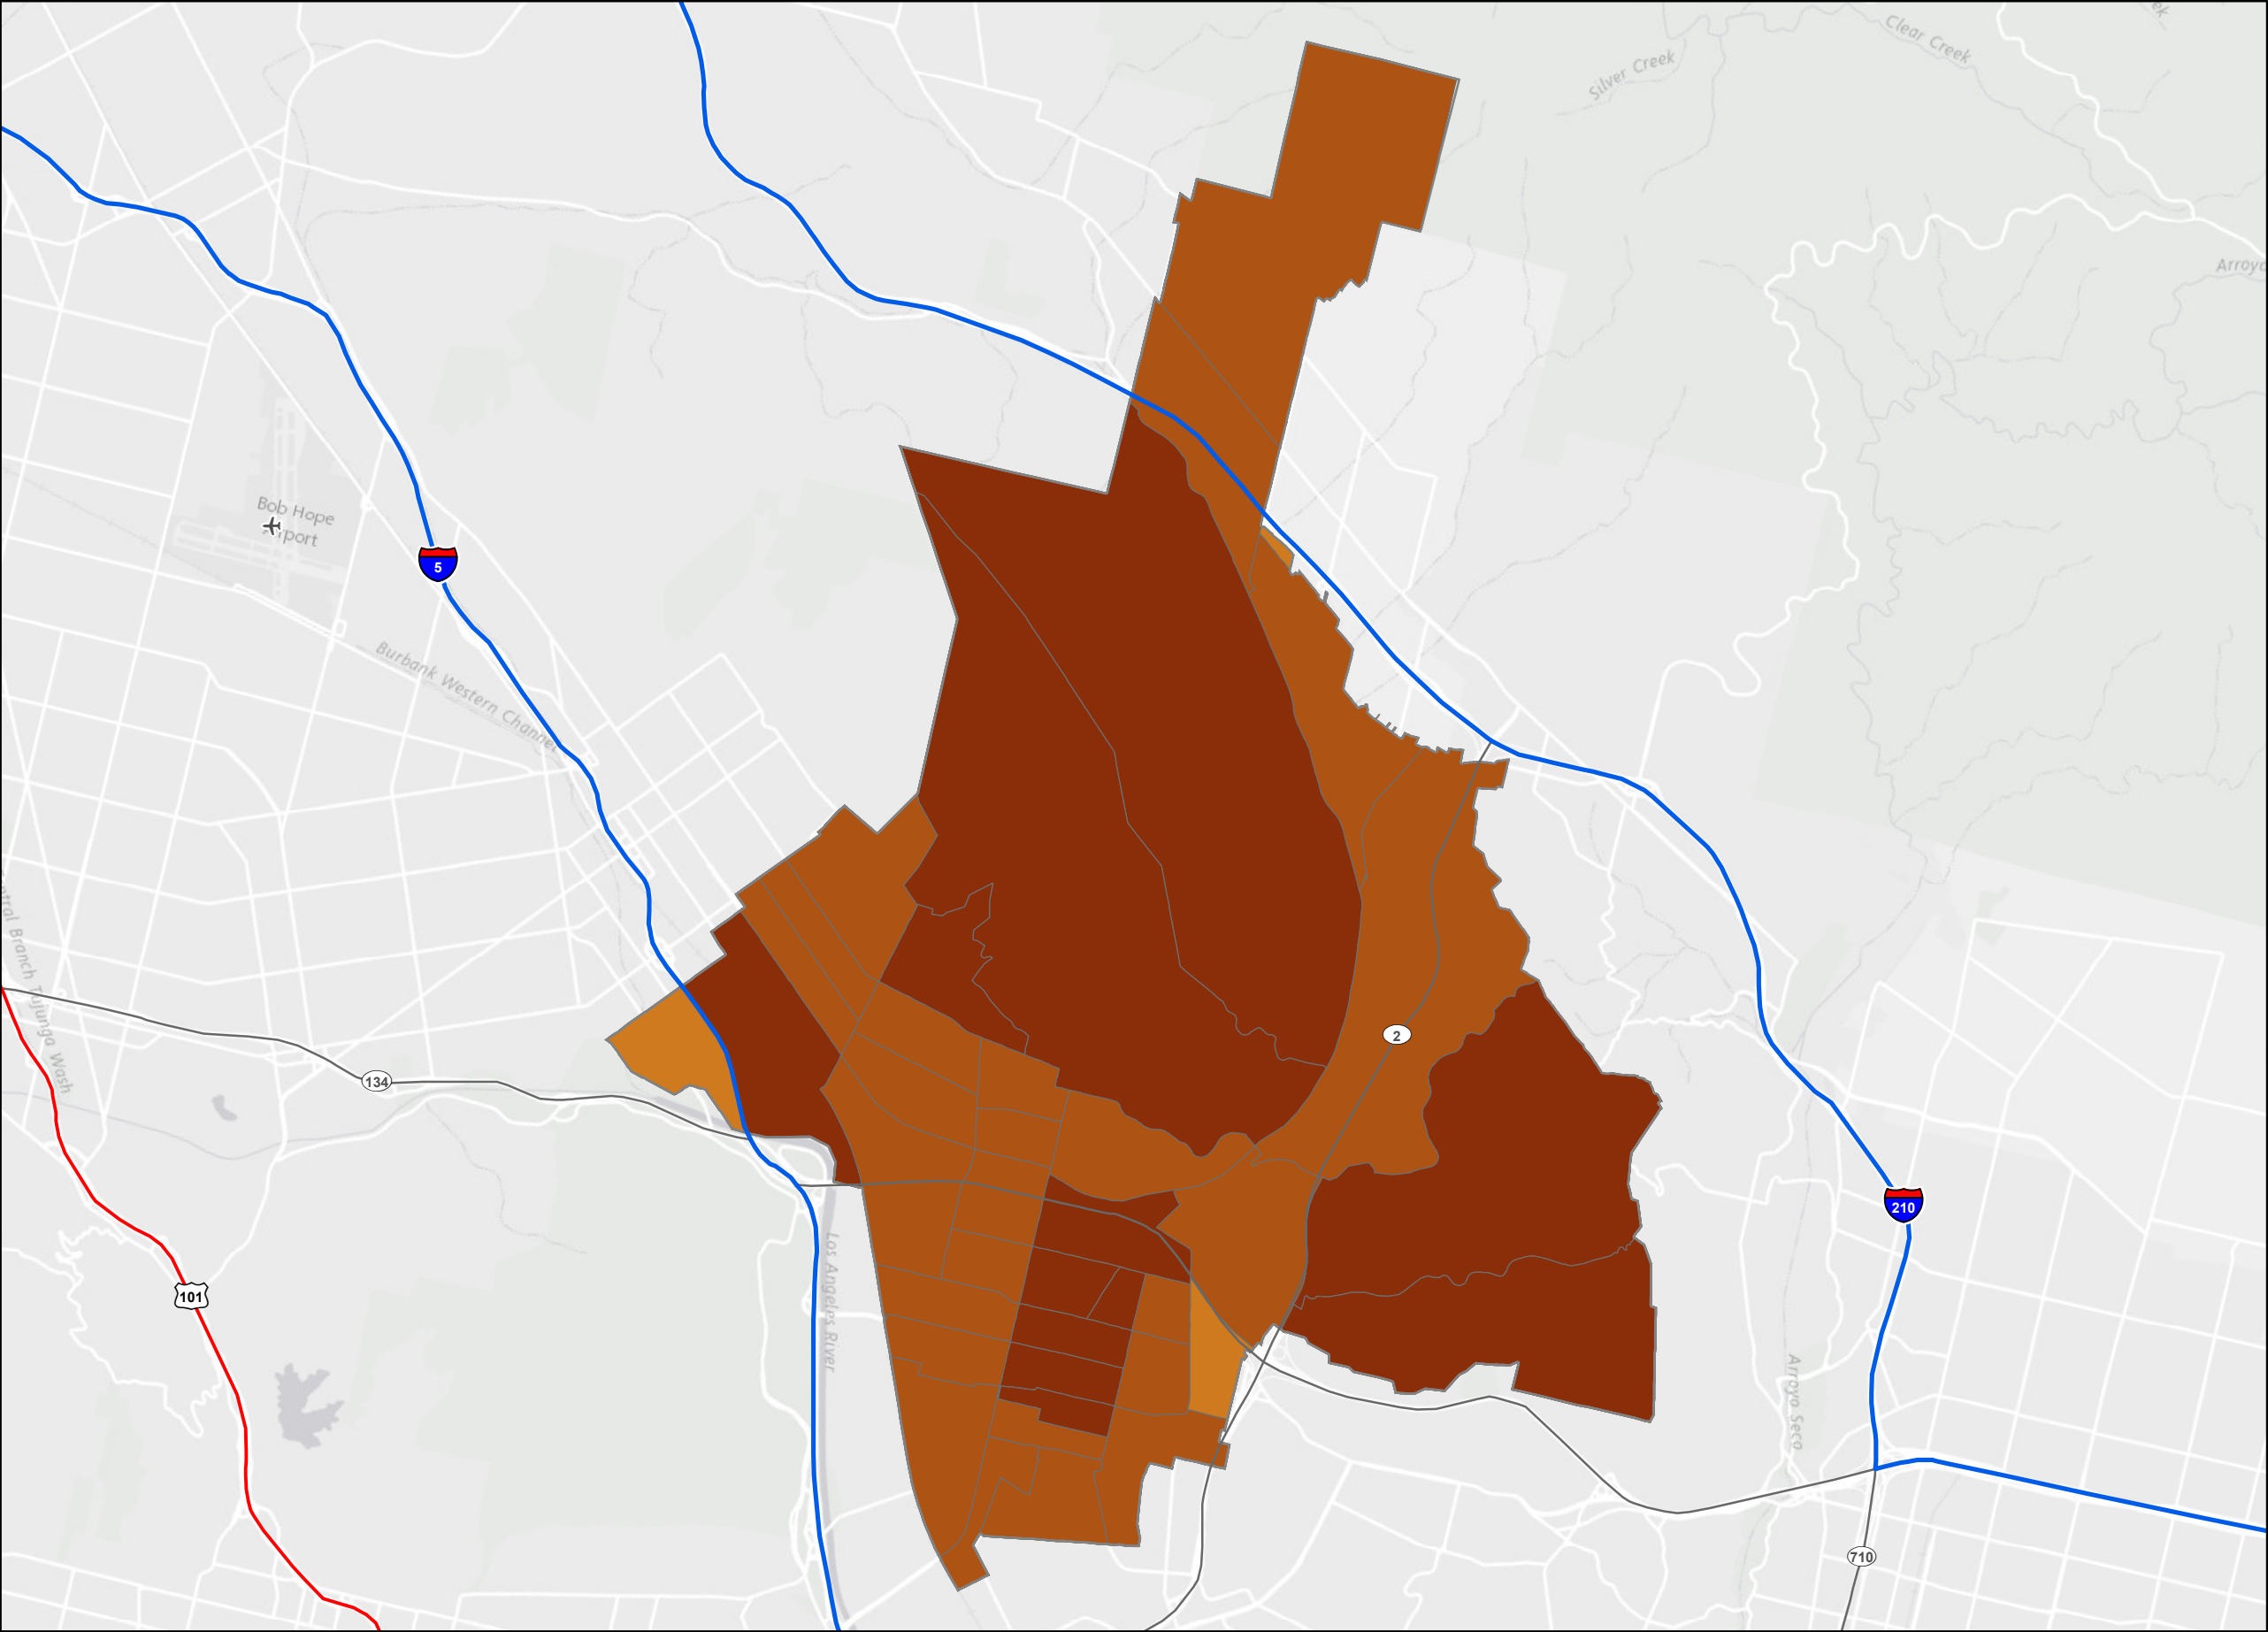 Clear Creek
Silver Creek
Arroyo
Bob Hope
Airport
5
Burbank Western Channel
Central Branch Tujunga Wash
2
134
210
101
Los Angeles River
Arroyo Seco
710